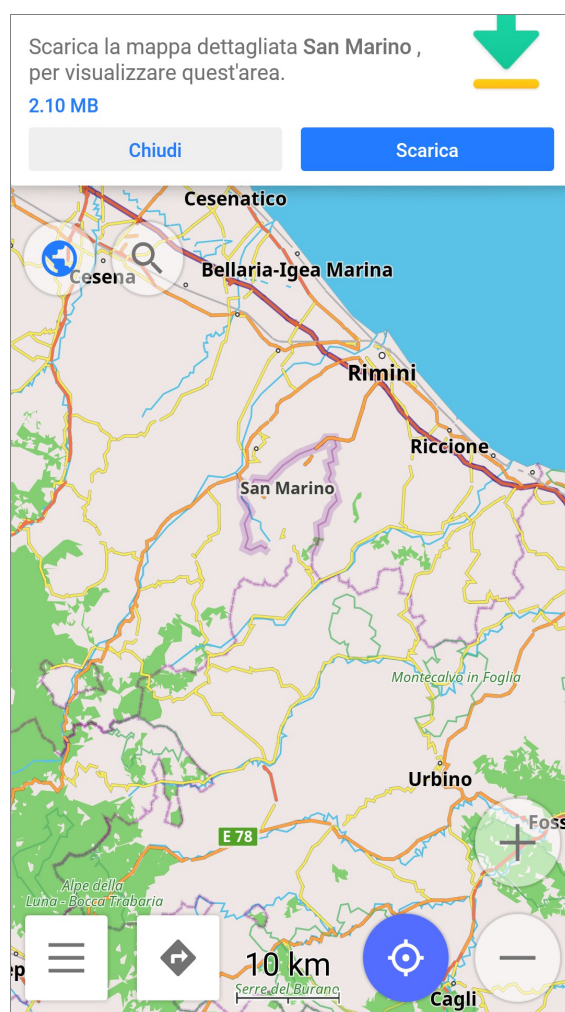 Scarica la mappa dettagliata San Marino ,
per visualizzare quest'area.
2.10 MB
Chiudi
Scarica
Cesenatico
Cesena
Bellaria-Igea Marina
Rimini
Riccione
San Marino
Montecalvo in Foglia
Urbino
Foss
E 78
Alpe della
Luna - Bocca Trabaria
ep
10 km
Serre del Burano
Cagli